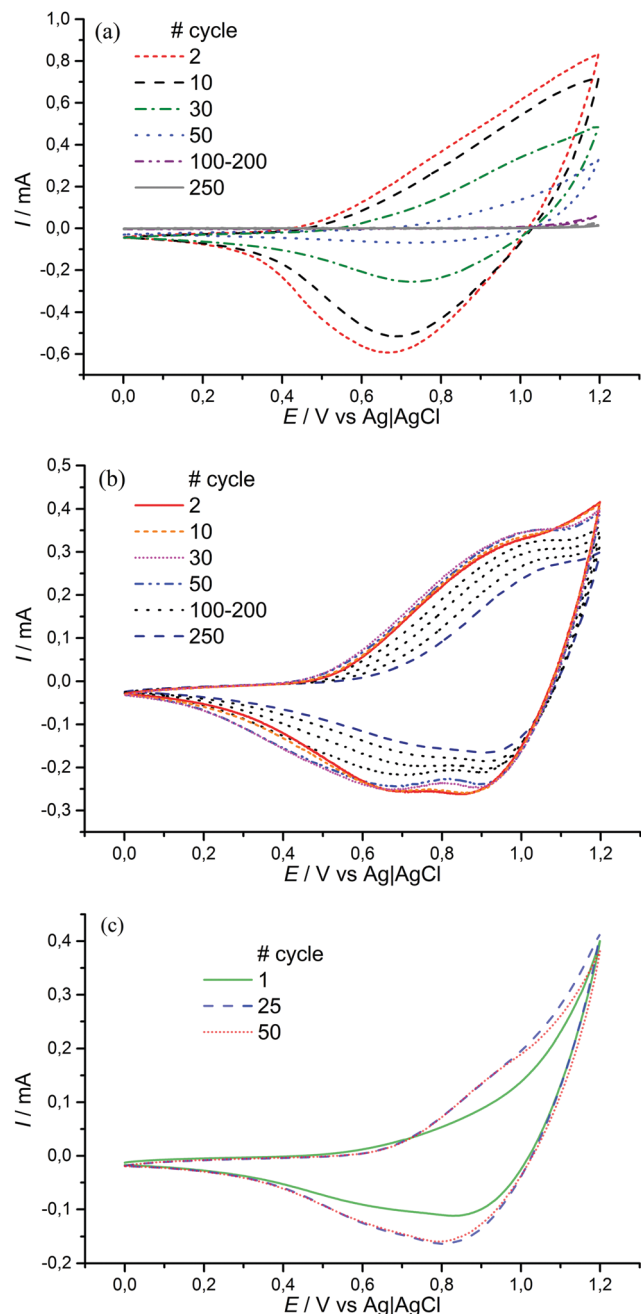 (a)
# cycle
2
10
30
50
100-200
250
1,0
0,8
0,6
0,4
0,2
0,0
-0,2
-0,4
-0,6
I / mA
0,0 0,2 0,4 0,6 0,8 1,0 1,2
E / V vs Ag|AgCl
(b)
# cycle
2
10
30
50
100-200
250
0,5
0,4
0,3
0,2
0,1
0,0
-0,1
-0,2
-0,3
I / mA
0,0 0,2 0,4 0,6 0,8 1,0 1,2
E / V vs Ag|AgCl
(c)
# cycle
1
25
50
0,4
0,3
0,2
0,1
0,0
-0,1
-0,2
I / mA
0,0 0,2 0,4 0,6 0,8 1,0 1,2
E / V vs Ag|AgCl